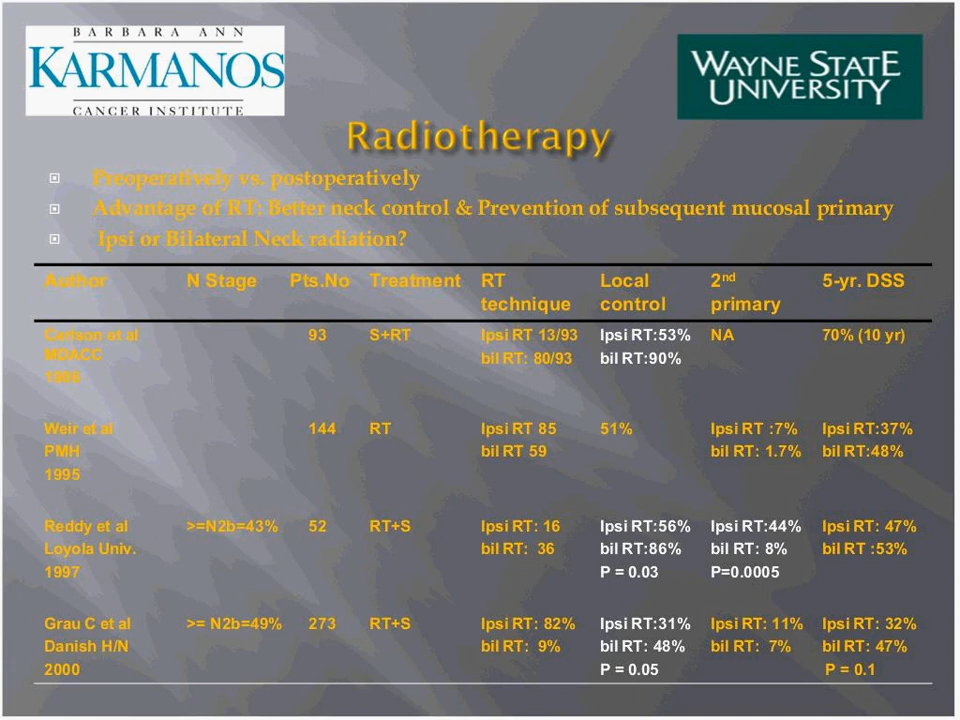 BARBARA ANN
KARMANOS
CANCER INSTITUTE
WAYNE STATE
UNIVERSITY
Radiotherapy
Preoperatively vs. postoperatively
Advantage of RT: Better neck control & Prevention of subsequent mucosal primary
Ipsi or Bilateral Neck radiation?
Author N Stage Pts.No Treatment RT technique Local control 2nd primary 5-yr. DSS
Carlson et al 93 S+RT Ipsi RT 13/93 Ipsi RT:53% NA 70% (10 yr)
MDACC bil RT: 80/93 bil RT:90%
Weir et al 144 RT Ipsi RT 85 51% Ipsi RT :7% Ipsi RT:37%
PMH bil RT 59 bil RT: 1.7% bil RT:48%
1995
Reddy et al >=N2b=43% 52 RT+S Ipsi RT: 16 Ipsi RT:56% Ipsi RT:44% Ipsi RT: 47%
Loyola Univ. bil RT: 36 bil RT:86% bil RT: 8% bil RT :53%
1997 P = 0.03 P=0.0005
Grau C et al >= N2b=49% 273 RT+S Ipsi RT: 82% Ipsi RT:31% Ipsi RT: 11% Ipsi RT: 32%
Danish H/N bil RT: 9% bil RT: 48% bil RT: 7% bil RT: 47%
2000 P = 0.05 P = 0.1